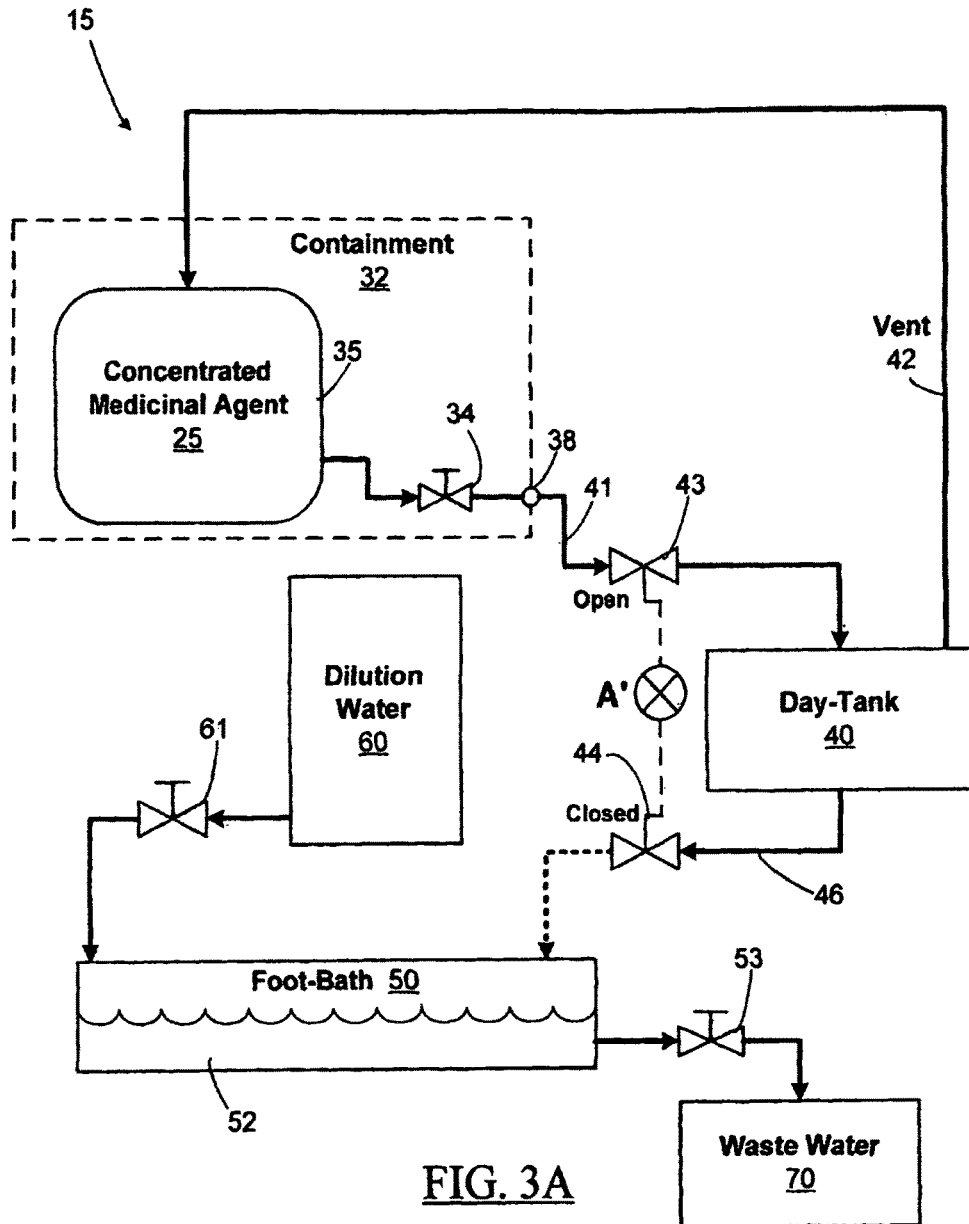 15
Containment
32
Concentrated
Medicinal Agent
25
35
34
38
41
43
Vent
42
Open
Dilution
Water
60
A'
Day-Tank
40
61
44
Closed
46
Foot-Bath 50
53
52
Waste Water
70
FIG. 3A